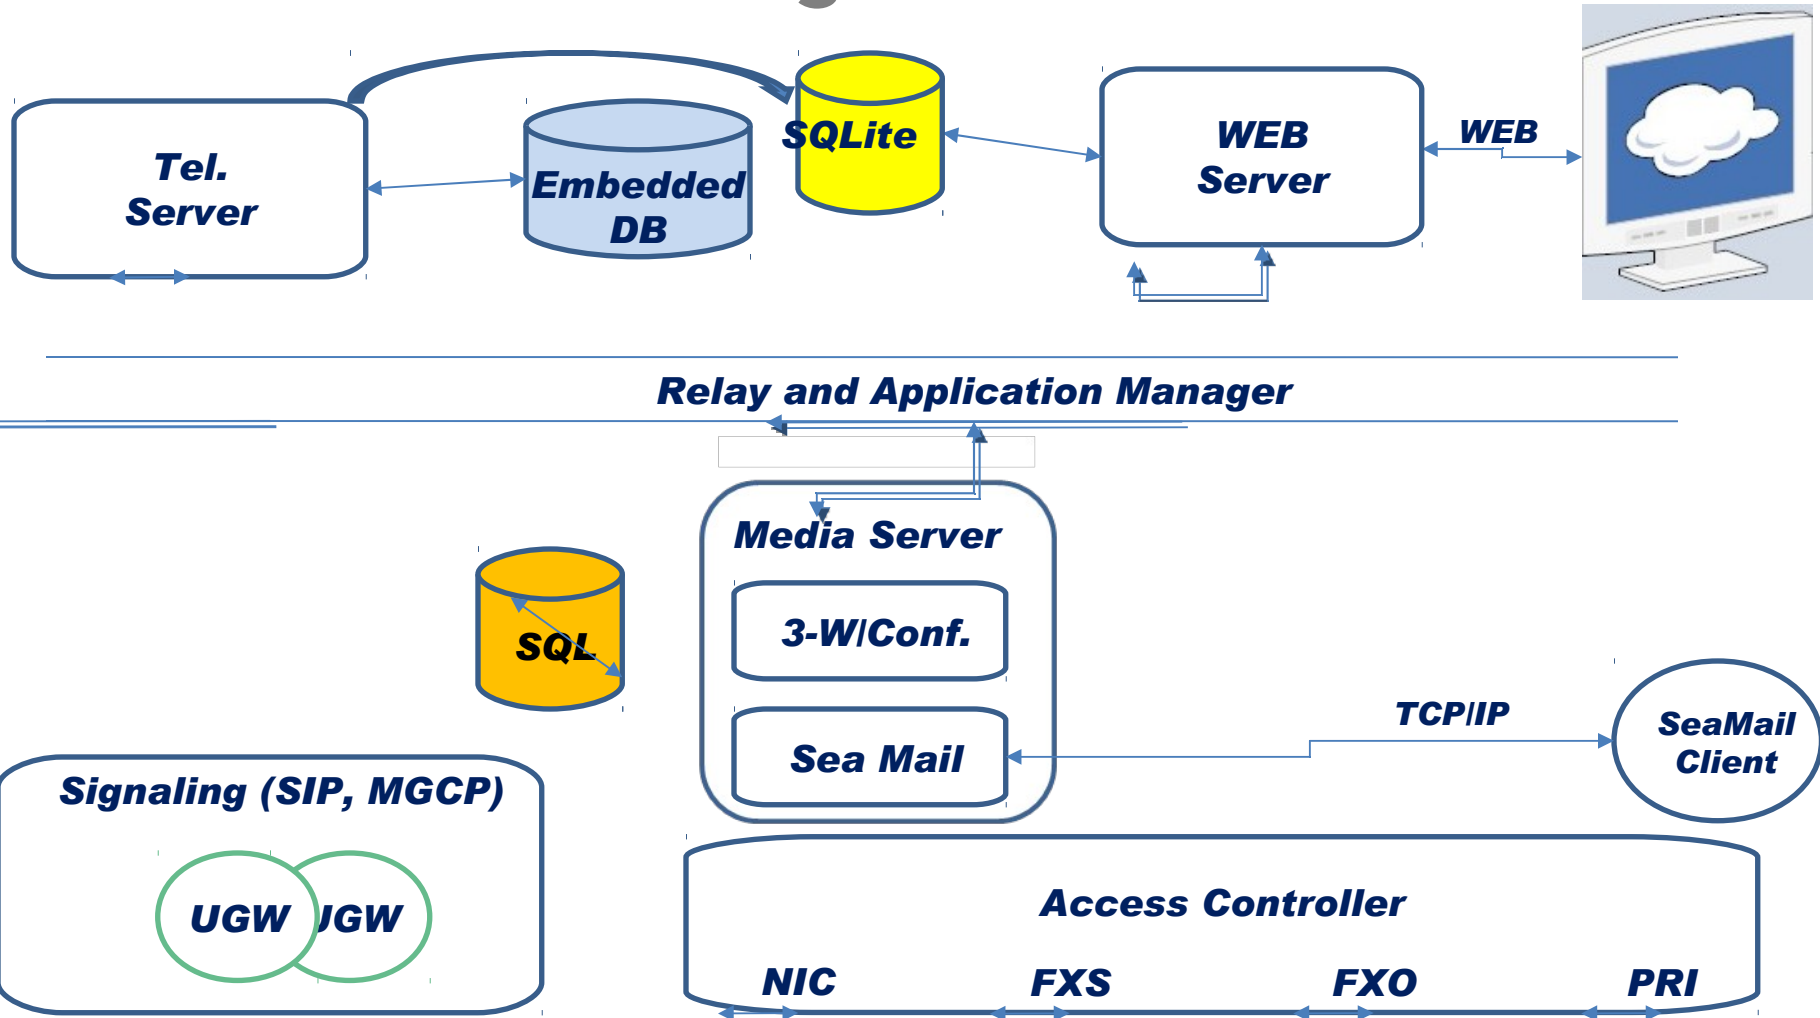 Tel.
Server
Embedded
DB
SQLite
WEB
Server
WEB
Relay and Application Manager
Media Server
3-W/Conf.
Sea Mail
SQL
TCP/IP
SeaMail
Client
Signaling (SIP, MGCP)
UGW
Access Controller
NIC FXS FXO PRI